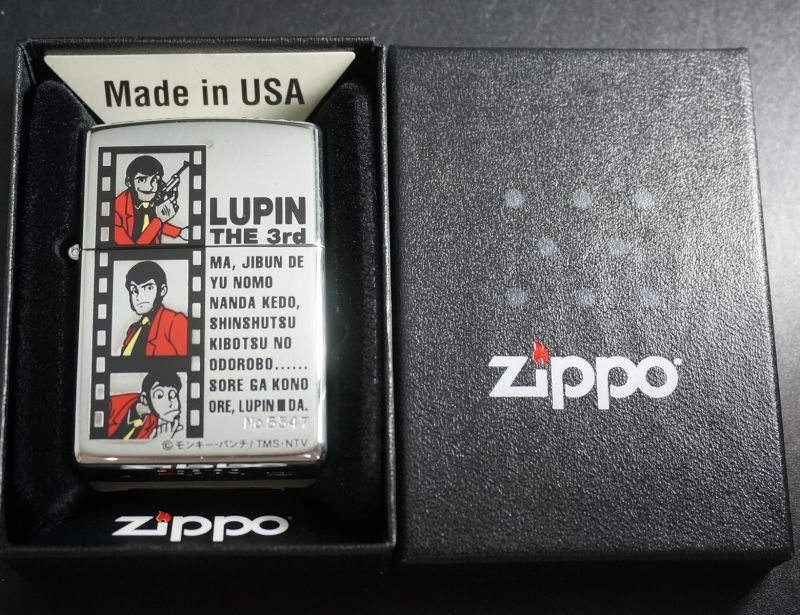 Made in USA
LUPIN
THE 3rd
MA, JIBUN DE
YU NOMO
NANDA KEDO,
SHINSHUTSU
KIBOTSU NO
ODOROBO......
SORE GA KONO
ORE, LUPIN■DA.
No.5547
©モンキー・パンチ/TMS・NTV
zippo
zippo